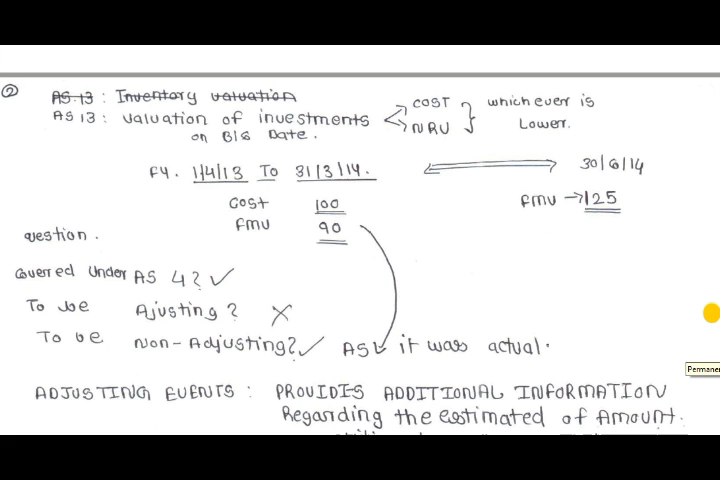 ② AS.13 : Inventory valuation
AS 13 : Valuation of investments on B/S Date.
COST
NRV
which ever is Lower.
FY. 1/4/13 To 31/3/14.
30/6/14
Cost 100
FMV 90
FMV → 125
uestion.
Covered Under AS 4? ✓
To be Ajusting? X
To be Non-Adjusting? ✓ AS it was actual.
ADJUSTING EVENTS : PROVIDES ADDITIONAL INFORMATION
Regarding the estimated of Amount.
Permane